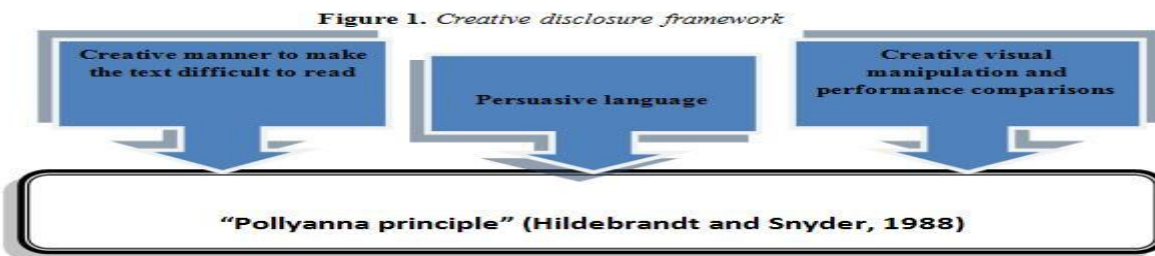 Figure 1. Creative disclosure framework
Creative manner to make
the text difficult to read
Persuasive language
Creative visual
manipulation and
performance comparisons
“Pollyanna principle” (Hildebrandt and Snyder, 1988)